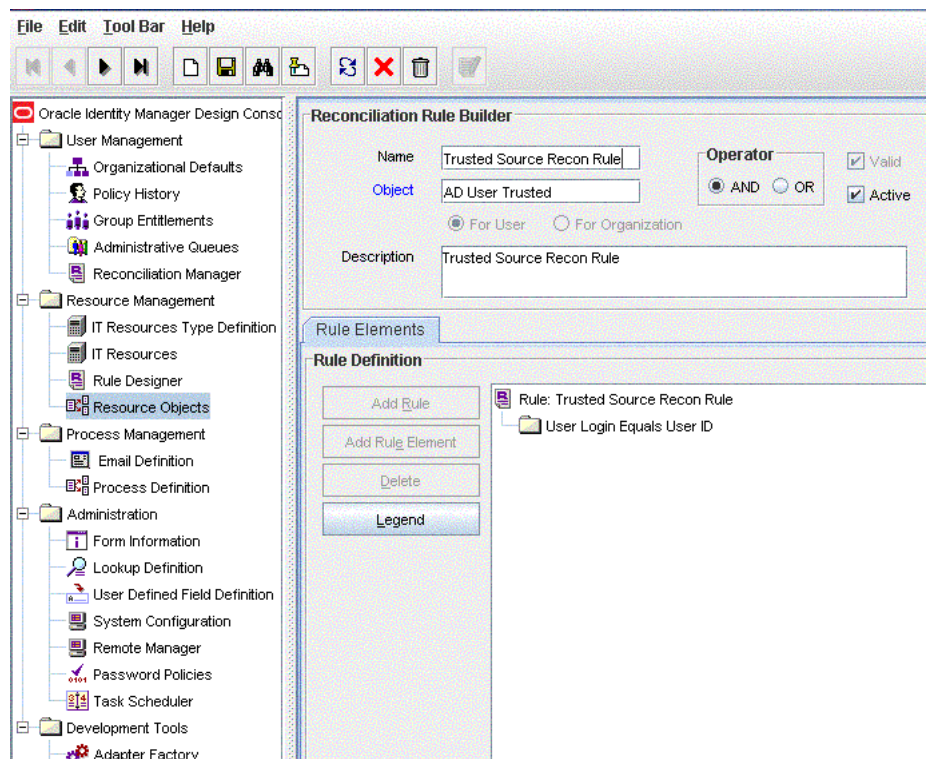 File Edit Tool Bar Help
Oracle Identity Manager Design Consc
User Management
Organizational Defaults
Policy History
Group Entitlements
Administrative Queues
Reconciliation Manager
Resource Management
IT Resources Type Definition
IT Resources
Rule Designer
Resource Objects
Process Management
Email Definition
Process Definition
Administration
Form Information
Lookup Definition
User Defined Field Definition
System Configuration
Remote Manager
Password Policies
Task Scheduler
Development Tools
Adapter Factory
Reconciliation Rule Builder
Name Trusted Source Recon Rule
Operator
Valid
Object AD User Trusted
AND OR
Active
For User For Organization
Description Trusted Source Recon Rule
Rule Elements
Rule Definition
Add Rule
Add Rule Element
Delete
Legend
Rule: Trusted Source Recon Rule
User Login Equals User ID